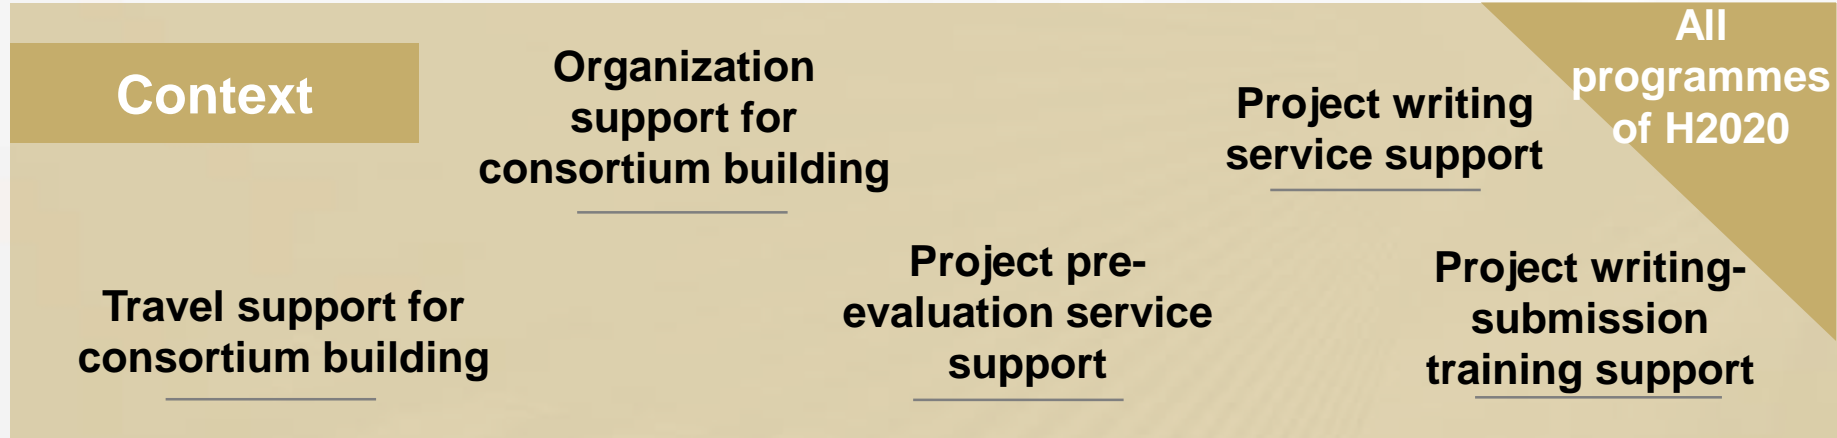 Context
Organization
support for
consortium building
Project writing
service support
All
programmes
of H2020
Travel support for
consortium building
Project pre-
evaluation service
support
Project writing-
submission
training support